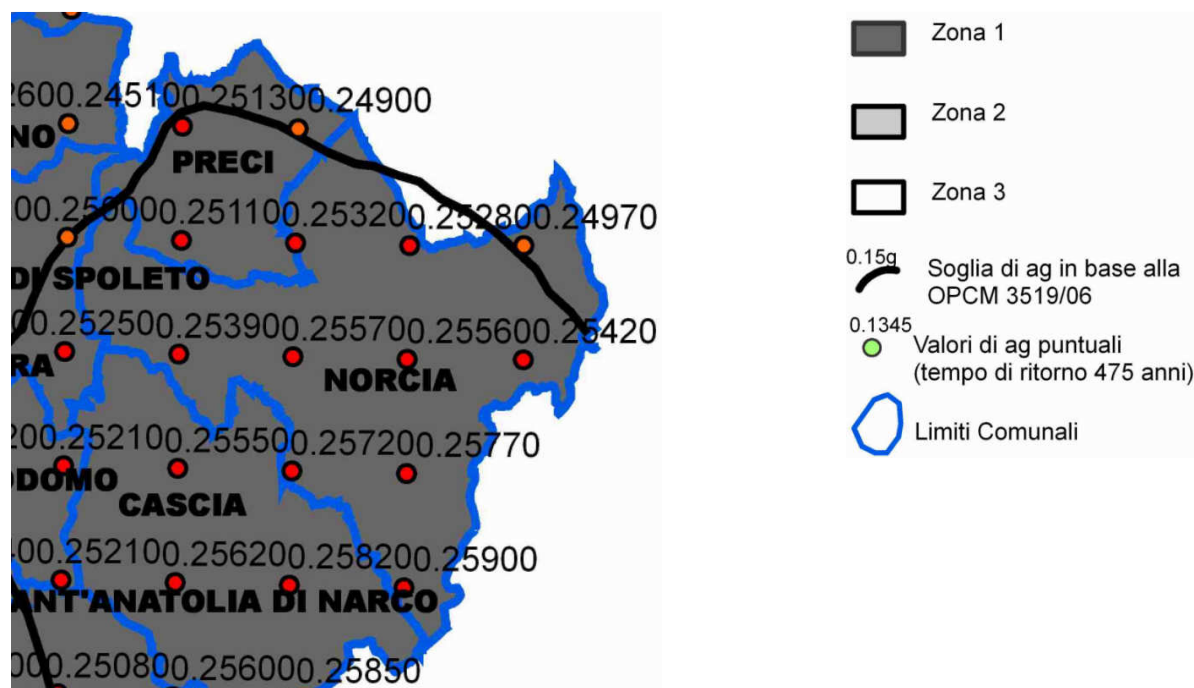 2600.245100.251300.24900
NO
PRECI
00.250000.251100.253200.252800.24970
DI SPOLETO
00.252500.253900.255700.255600.25420
RA
NORCIA
200.252100.255500.257200.25770
ODOMO
CASCIA
400.252100.256200.258200.25900
ANT'ANATOLIA DI NARCO
000.250800.256000.25850
Zona 1
Zona 2
Zona 3
0.15g
Soglia di ag in base alla
OPCM 3519/06
0.1345
Valori di ag puntuali
(tempo di ritorno 475 anni)
Limiti Comunali